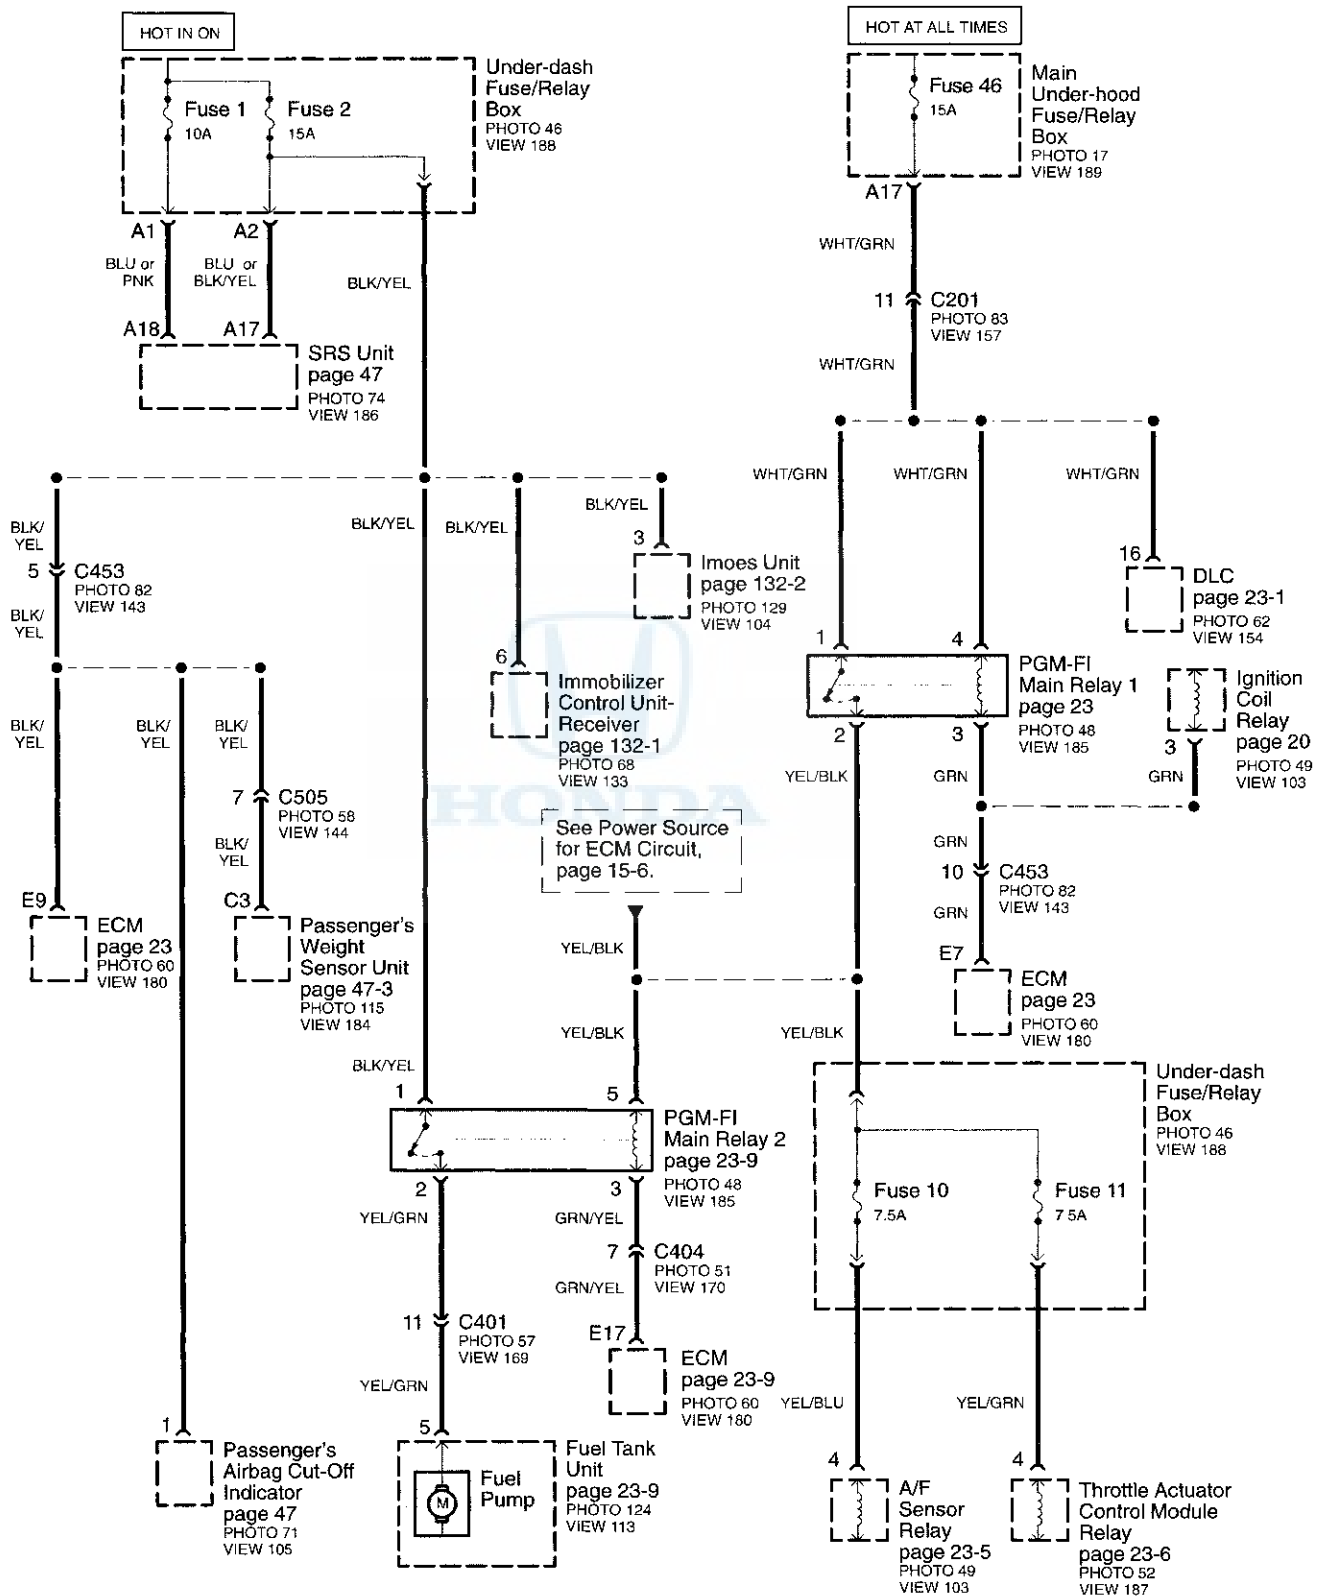 HOT IN ON
HOT AT ALL TIMES
Under-dash
Fuse/Relay
Box
PHOTO 46
VIEW 188
Fuse 1
10A
Fuse 2
15A
Fuse 46
15A
Main
Under-hood
Fuse/Relay
Box
PHOTO 17
VIEW 189
A1
A2
A17
BLU or
PNK
BLU or
BLK/YEL
BLK/YEL
WHT/GRN
11
C201
PHOTO 83
VIEW 157
A18
A17
SRS Unit
page 47
PHOTO 74
VIEW 186
WHT/GRN
WHT/GRN
WHT/GRN
WHT/GRN
BLK/
YEL
BLK/YEL
BLK/YEL
BLK/YEL
3
Imoes Unit
page 132-2
PHOTO 129
VIEW 104
16
DLC
page 23-1
PHOTO 62
VIEW 154
5
C453
PHOTO 82
VIEW 143
BLK/
YEL
6
Immobilizer
Control Unit-
Receiver
page 132-1
PHOTO 68
VIEW 133
1
4
PGM-FI
Main Relay 1
page 23
PHOTO 48
VIEW 185
2
3
Ignition
Coil
Relay
page 20
PHOTO 49
VIEW 103
3
GRN
BLK/
YEL
BLK/
YEL
BLK/
YEL
YEL/BLK
GRN
HONDA
7
C505
PHOTO 58
VIEW 144
BLK/
YEL
See Power Source
for ECM Circuit,
page 15-6.
GRN
10
C453
PHOTO 82
VIEW 143
GRN
E9
ECM
page 23
PHOTO 60
VIEW 180
C3
Passenger's
Weight
Sensor Unit
page 47-3
PHOTO 115
VIEW 184
YEL/BLK
E7
ECM
page 23
PHOTO 60
VIEW 180
YEL/BLK
YEL/BLK
BLK/YEL
1
5
PGM-FI
Main Relay 2
page 23-9
PHOTO 48
VIEW 185
2
3
Under-dash
Fuse/Relay
Box
PHOTO 46
VIEW 188
Fuse 10
7.5A
Fuse 11
7.5A
YEL/GRN
GRN/YEL
7
C404
PHOTO 51
VIEW 170
GRN/YEL
11
C401
PHOTO 57
VIEW 169
E17
ECM
page 23-9
PHOTO 60
VIEW 180
YEL/GRN
YEL/BLU
YEL/GRN
1
Passenger's
Airbag Cut-Off
Indicator
page 47
PHOTO 71
VIEW 105
5
Fuel
Pump
M
Fuel Tank
Unit
page 23-9
PHOTO 124
VIEW 113
4
A/F
Sensor
Relay
page 23-5
PHOTO 49
VIEW 103
4
Throttle Actuator
Control Module
Relay
page 23-6
PHOTO 52
VIEW 187